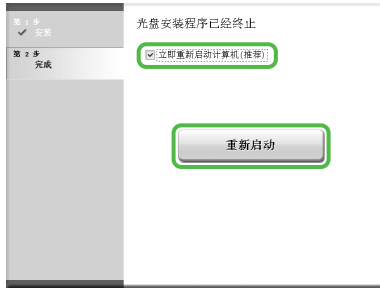 第 1 步
安装
第 2 步
完成
光盘安装程序已经终止
立即重新启动计算机(推荐)
重新启动